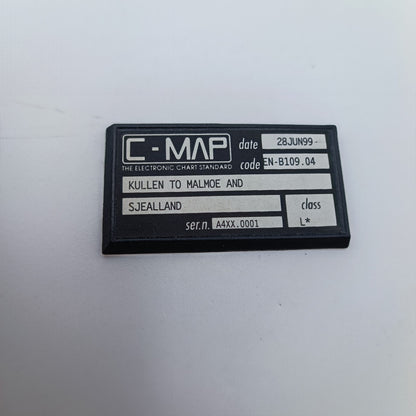 C-MAP
THE ELECTRONIC CHART STANDARD
date 28JUN99-
code EN-B109.04
KULLEN TO MALMOE AND
SJEALLAND
class
L*
ser.n. A4XX.0001